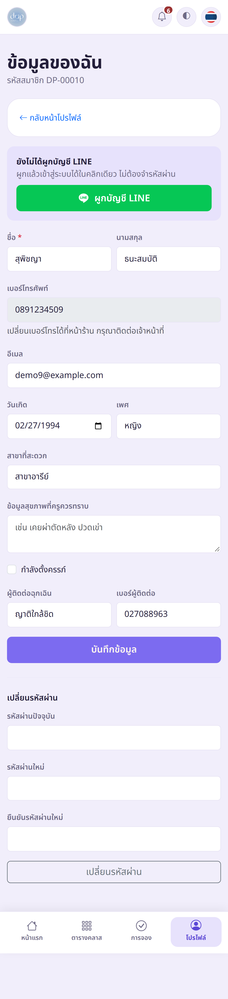 drip
6
ข้อมูลของฉัน
รหัสสมาชิก DP-00010
← กลับหน้าโปรไฟล์
ยังไม่ได้ผูกบัญชี LINE
ผูกแล้วเข้าสู่ระบบได้ในคลิกเดียว ไม่ต้องจำรหัสผ่าน
LINE ผูกบัญชี LINE
ชื่อ * นามสกุล
สุพิชญา ธนะสมบัติ
เบอร์โทรศัพท์
0891234509
เปลี่ยนเบอร์โทรได้ที่หน้าร้าน กรุณาติดต่อเจ้าหน้าที่
อีเมล
demo9@example.com
วันเกิด เพศ
02/27/1994 หญิง
สาขาที่สะดวก
สาขาอารีย์
ข้อมูลสุขภาพที่ครูควรทราบ
เช่น เคยผ่าตัดหลัง ปวดเข่า
กำลังตั้งครรภ์
ผู้ติดต่อฉุกเฉิน เบอร์ผู้ติดต่อ
ญาติใกล้ชิด 027088963
บันทึกข้อมูล
เปลี่ยนรหัสผ่าน
รหัสผ่านปัจจุบัน
รหัสผ่านใหม่
ยืนยันรหัสผ่านใหม่
เปลี่ยนรหัสผ่าน
หน้าแรก ตารางคลาส การจอง โปรไฟล์